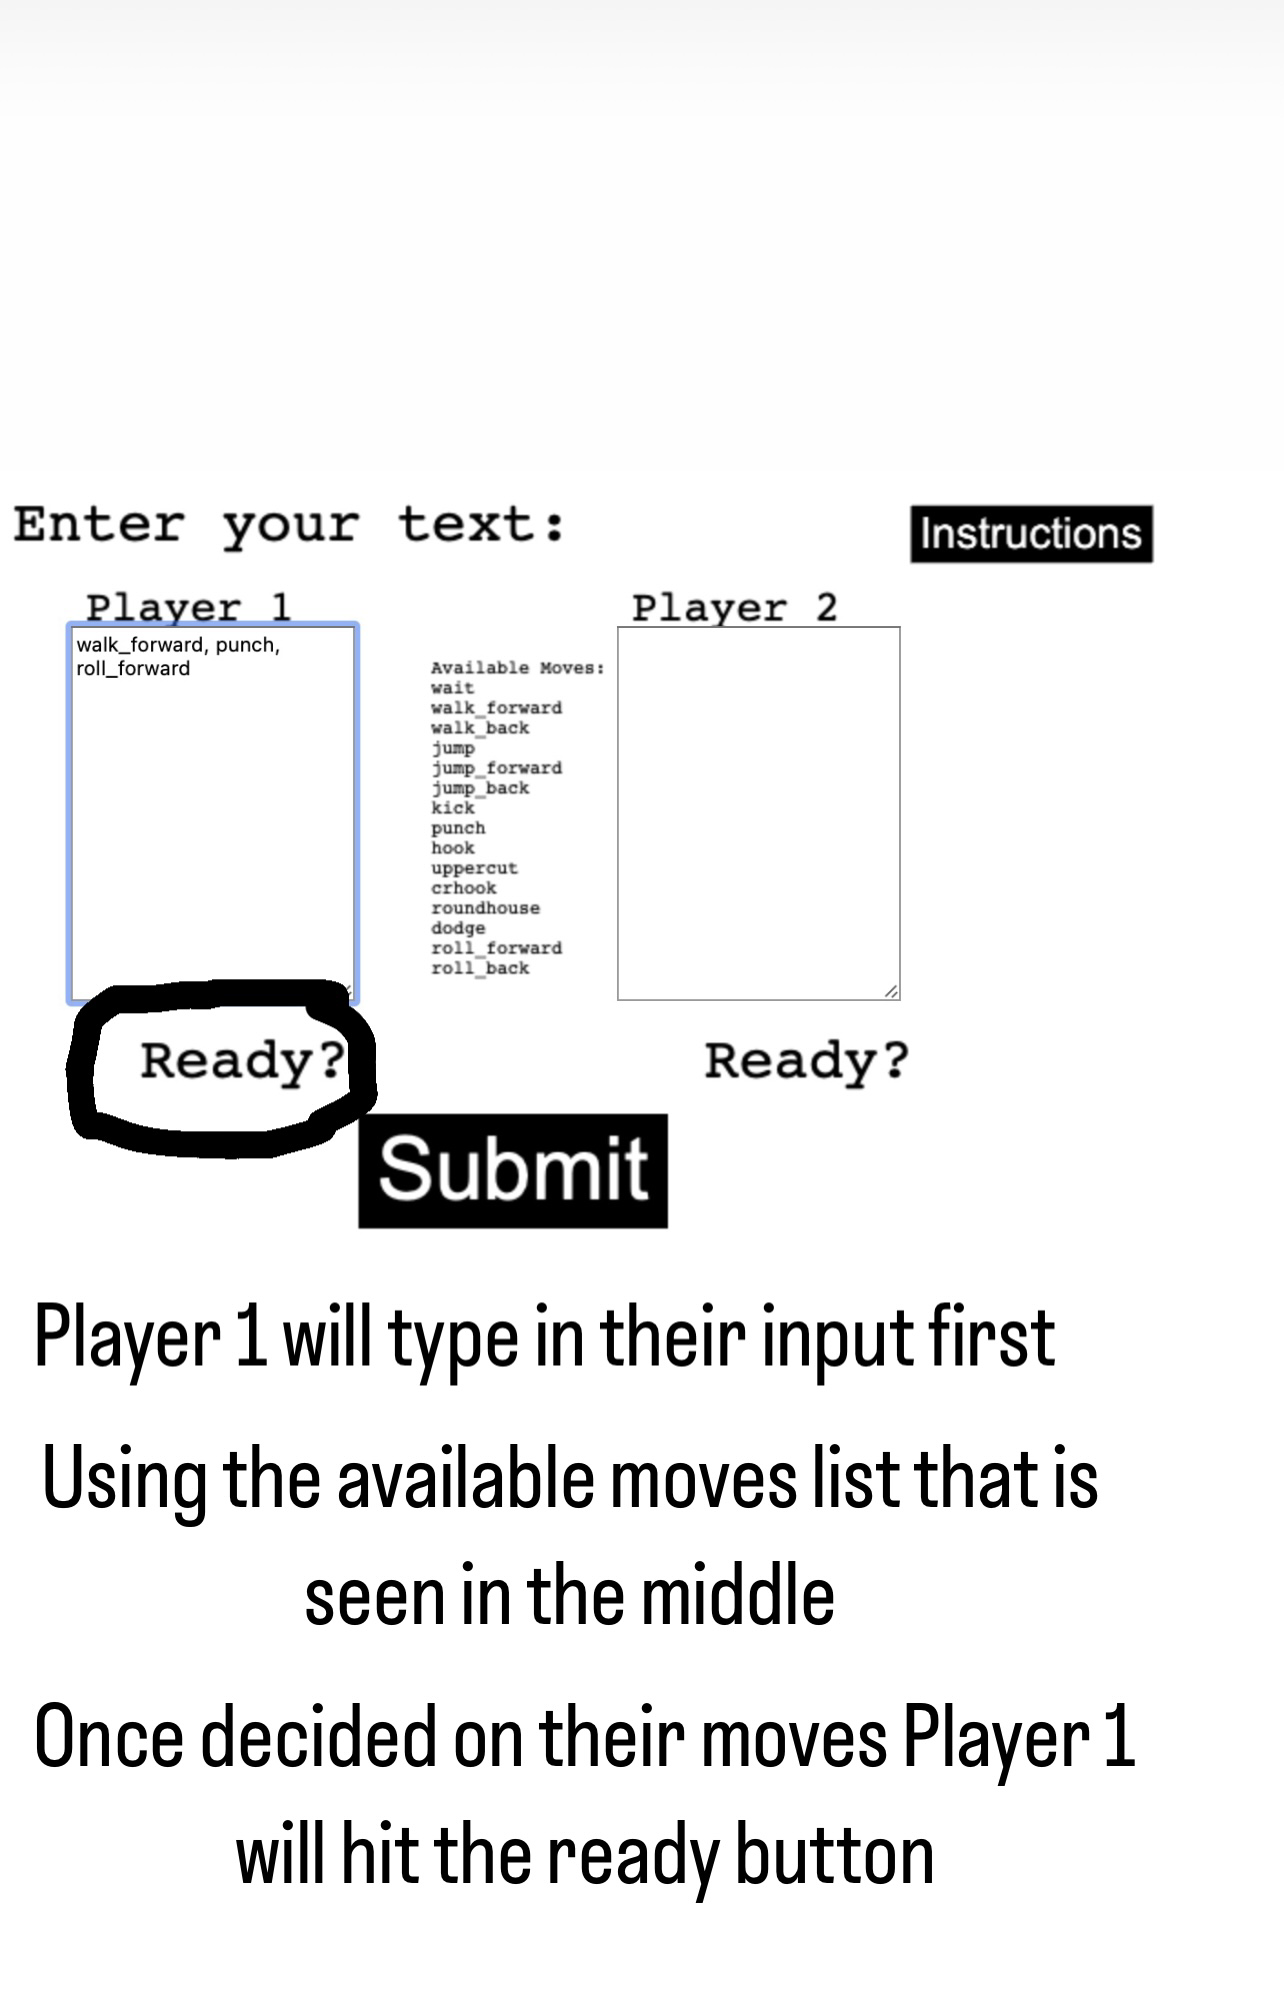 Enter your text:
Instructions
Player 1
walk_forward, punch,
roll_forward
Available Moves:
wait
walk_forward
walk_back
jump
jump_forward
jump_back
kick
punch
hook
uppercut
crhook
roundhouse
dodge
roll_forward
roll_back
Player 2
Ready?
Ready?
Submit
Player 1 will type in their input first
Using the available moves list that is
seen in the middle
Once decided on their moves Player 1
will hit the ready button